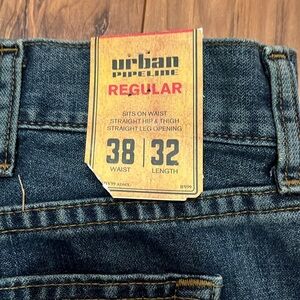 urban
PIPELINE
REGULAR
SITS ON WAIST
STRAIGHT HIP & THIGH
STRAIGHT LEG OPENING
38 | 32
WAIST LENGTH